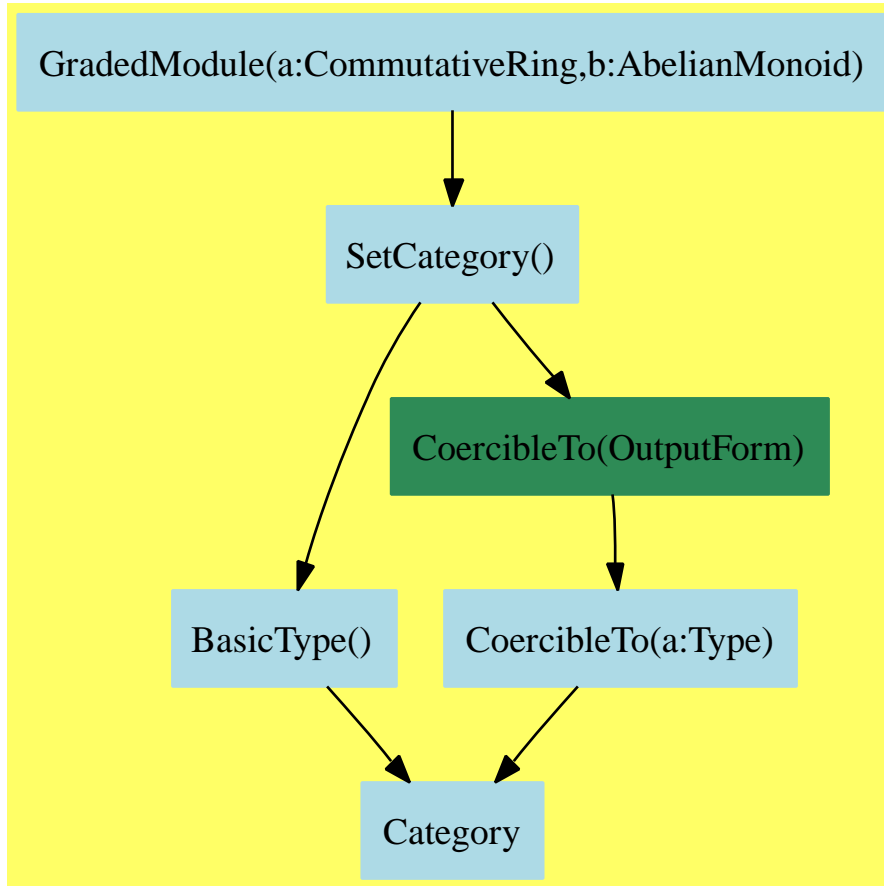 GradedModule(a:CommutativeRing,b:AbelianMonoid)
SetCategory()
CoercibleTo(OutputForm)
BasicType()
CoercibleTo(a:Type)
Category